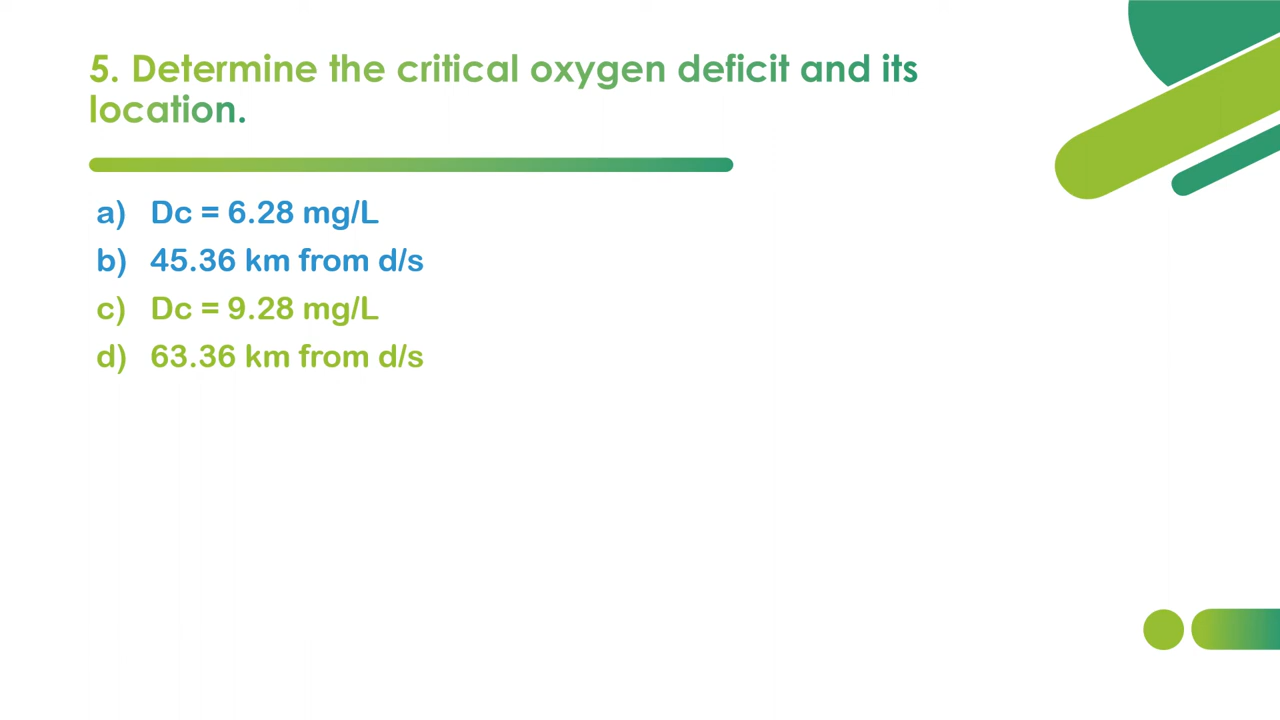 5. Determine the critical oxygen deficit and its
location.
a) Dc = 6.28 mg/L
b) 45.36 km from d/s
c) Dc = 9.28 mg/L
d) 63.36 km from d/s